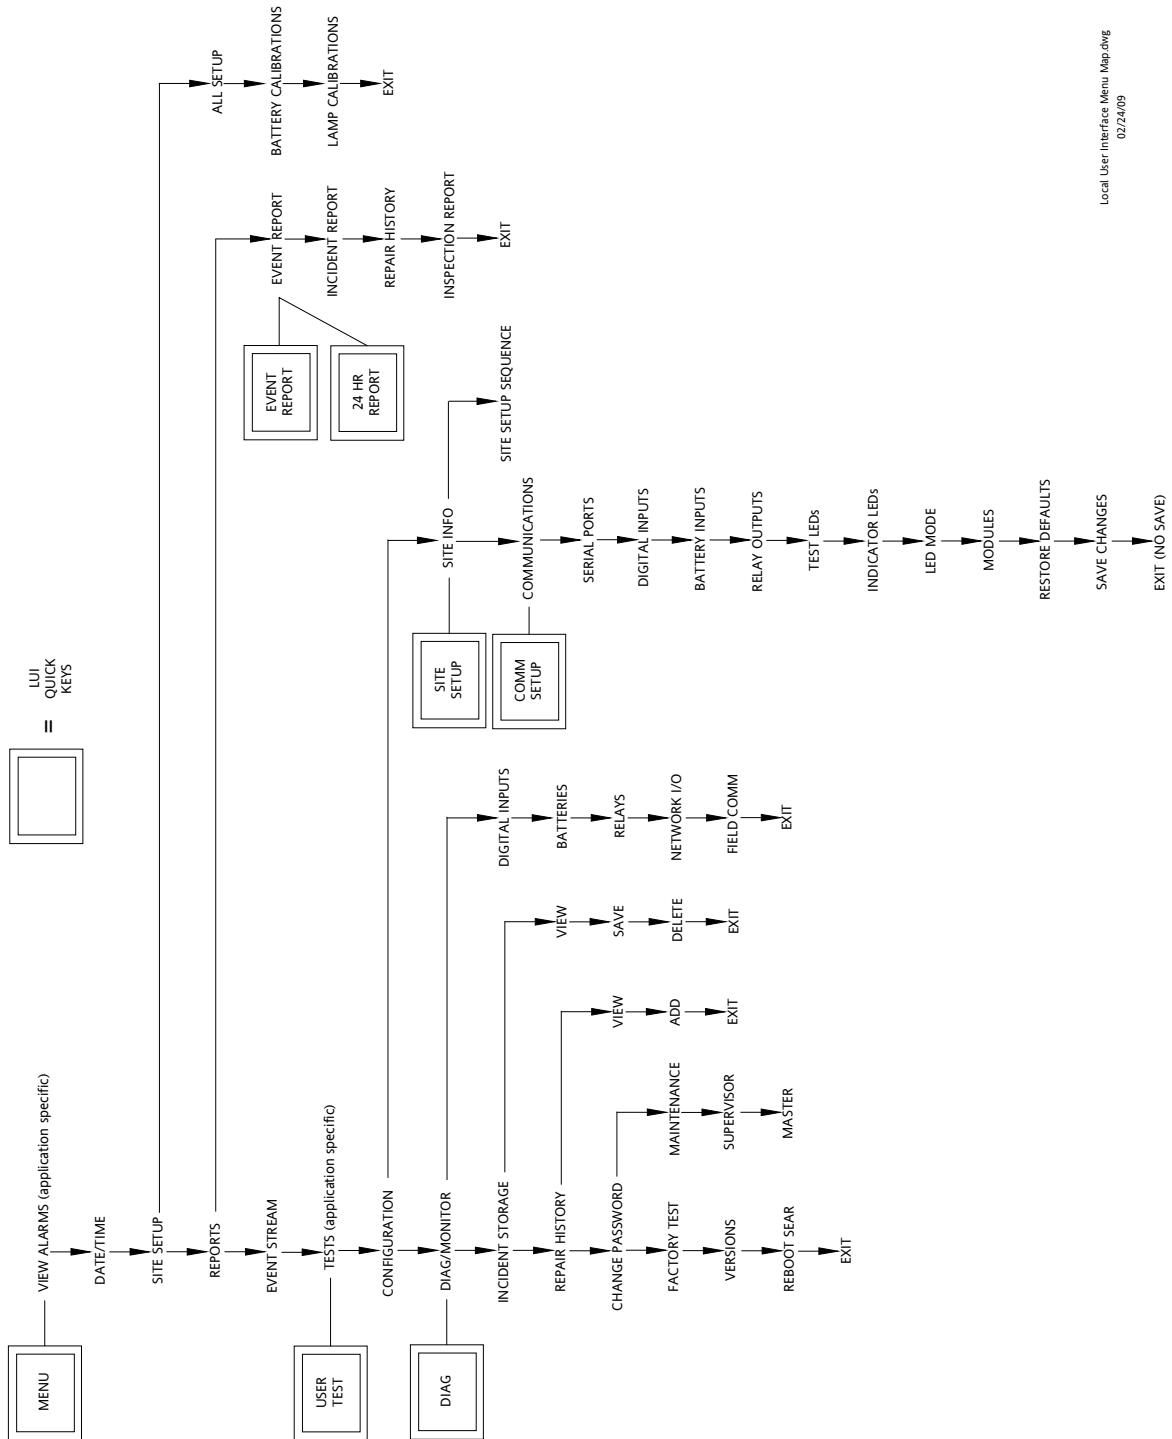 LUI
QUICK
KEYS
=
MENU
VIEW ALARMS (application specific)
DATE/TIME
SITE SETUP
REPORTS
EVENT STREAM
USER
TEST
TESTS (application specific)
CONFIGURATION
DIAG
DIAG/MONITOR
INCIDENT STORAGE
REPAIR HISTORY
CHANGE PASSWORD
FACTORY TEST
VERSIONS
REBOOT SEAR
EXIT
MAINTENANCE
SUPERVISOR
MASTER
VIEW
ADD
EXIT
VIEW
SAVE
DELETE
EXIT
DIGITAL INPUTS
BATTERIES
RELAYS
NETWORK I/O
FIELD COMM
EXIT
SITE
SETUP
SITE INFO
COMM
SETUP
COMMUNICATIONS
SERIAL PORTS
DIGITAL INPUTS
BATTERY INPUTS
RELAY OUTPUTS
TEST LEDs
INDICATOR LEDs
LED MODE
MODULES
RESTORE DEFAULTS
SAVE CHANGES
EXIT (NO SAVE)
SITE SETUP SEQUENCE
EVENT
REPORT
24 HR
REPORT
EVENT REPORT
INCIDENT REPORT
REPAIR HISTORY
INSPECTION REPORT
EXIT
ALL SETUP
BATTERY CALIBRATIONS
LAMP CALIBRATIONS
EXIT
Local User Interface Menu Map.dwg
02/24/09